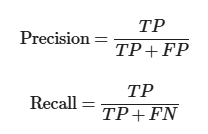 Precision = TP / TP + FP
Recall = TP / TP + FN